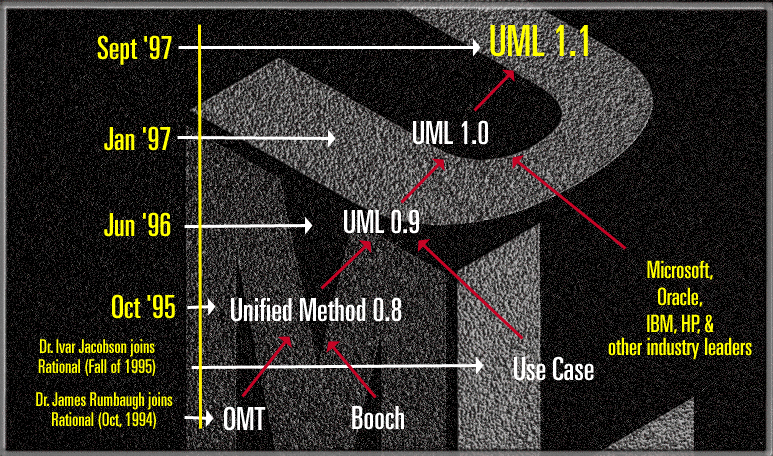 Sept '97
UML 1.1
Jan '97
UML 1.0
Jun '96
UML 0.9
Microsoft,
Oracle,
IBM, HP, &
other industry leaders
Oct '95
Unified Method 0.8
Dr. Ivar Jacobson joins
Rational (Fall of 1995)
Use Case
Dr. James Rumbaugh joins
Rational (Oct, 1994)
OMT
Booch